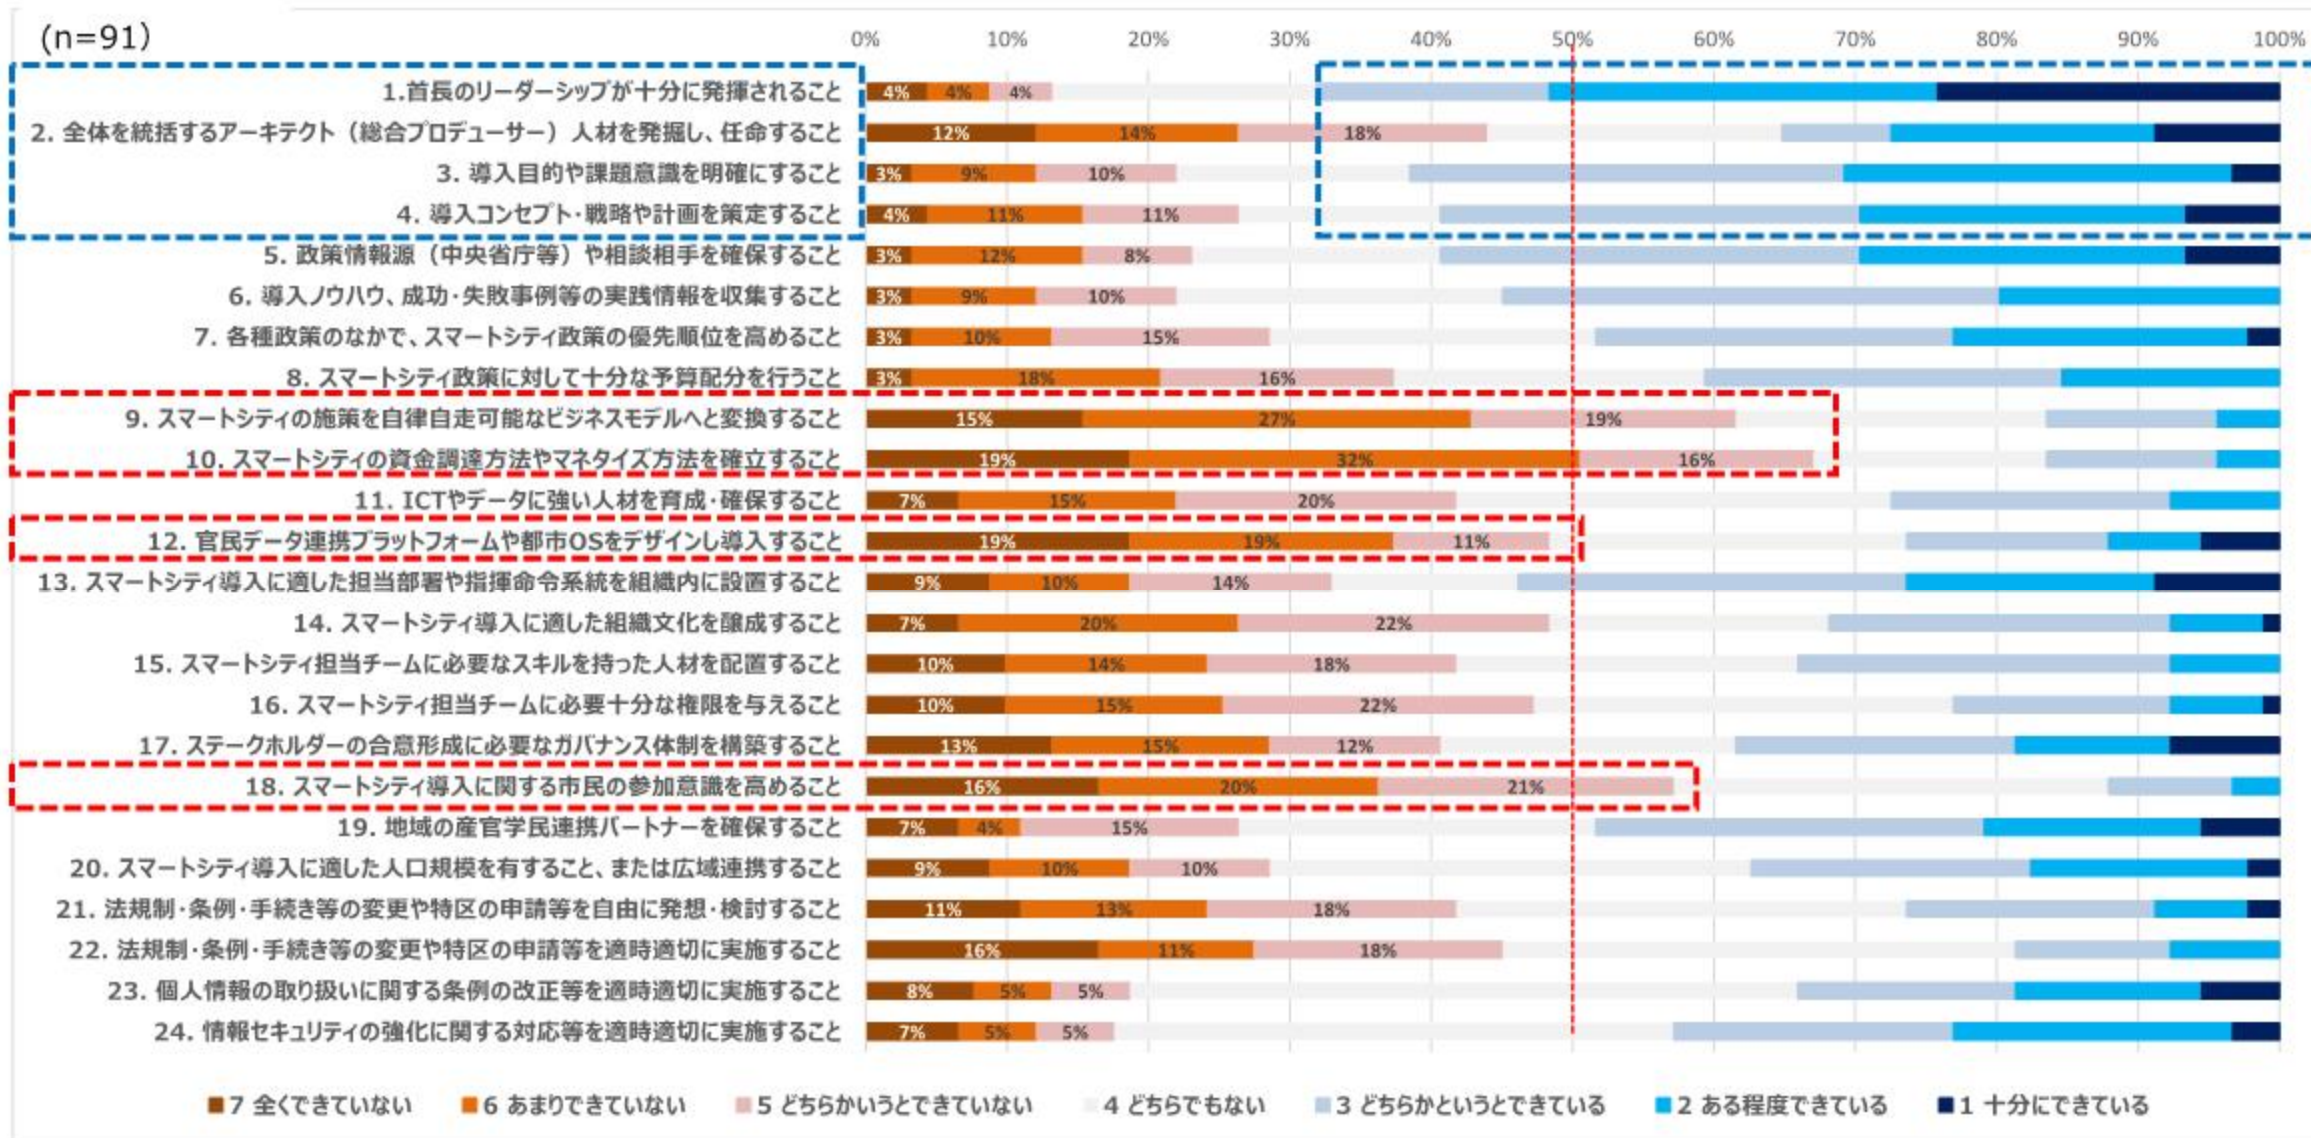 (n=91)
0% 10% 20% 30% 40% 50% 60% 70% 80% 90% 100%
1.首長のリーダーシップが十分に発揮されること 4% 4% 4%
2. 全体を統括するアーキテクト（総合プロデューサー）人材を発掘し、任命すること 12% 14% 18%
3. 導入目的や課題意識を明確にすること 3% 9% 10%
4. 導入コンセプト・戦略や計画を策定すること 4% 11% 11%
5. 政策情報源（中央省庁等）や相談相手を確保すること 3% 12% 8%
6. 導入ノウハウ、成功・失敗事例等の実践情報を収集すること 3% 9% 10%
7. 各種政策のなかで、スマートシティ政策の優先順位を高めること 3% 10% 15%
8. スマートシティ政策に対して十分な予算配分を行うこと 3% 18% 16%
9. スマートシティの施策を自律自走可能なビジネスモデルへと変換すること 15% 27% 19%
10. スマートシティの資金調達方法やマネタイズ方法を確立すること 19% 32% 16%
11. ICTやデータに強い人材を育成・確保すること 7% 15% 20%
12. 官民データ連携プラットフォームや都市OSをデザインし導入すること 19% 19% 11%
13. スマートシティ導入に適した担当部署や指揮命令系統を組織内に設置すること 9% 10% 14%
14. スマートシティ導入に適した組織文化を醸成すること 7% 20% 22%
15. スマートシティ担当チームに必要なスキルを持った人材を配置すること 10% 14% 18%
16. スマートシティ担当チームに必要十分な権限を与えること 10% 15% 22%
17. ステークホルダーの合意形成に必要なガバナンス体制を構築すること 13% 15% 12%
18. スマートシティ導入に関する市民の参加意識を高めること 16% 20% 21%
19. 地域の産官学民連携パートナーを確保すること 7% 4% 15%
20. スマートシティ導入に適した人口規模を有すること、または広域連携すること 9% 10% 10%
21. 法規制・条例・手続き等の変更や特区の申請等を自由に発想・検討すること 11% 13% 18%
22. 法規制・条例・手続き等の変更や特区の申請等を適時適切に実施すること 16% 11% 18%
23. 個人情報の取り扱いに関する条例の改正等を適時適切に実施すること 8% 5% 5%
24. 情報セキュリティの強化に関する対応等を適時適切に実施すること 7% 5% 5%
7 全くできていない 6 あまりできていない 5 どちらかいうとできていない 4 どちらでもない 3 どちらかというとできている 2 ある程度できている 1 十分にできている